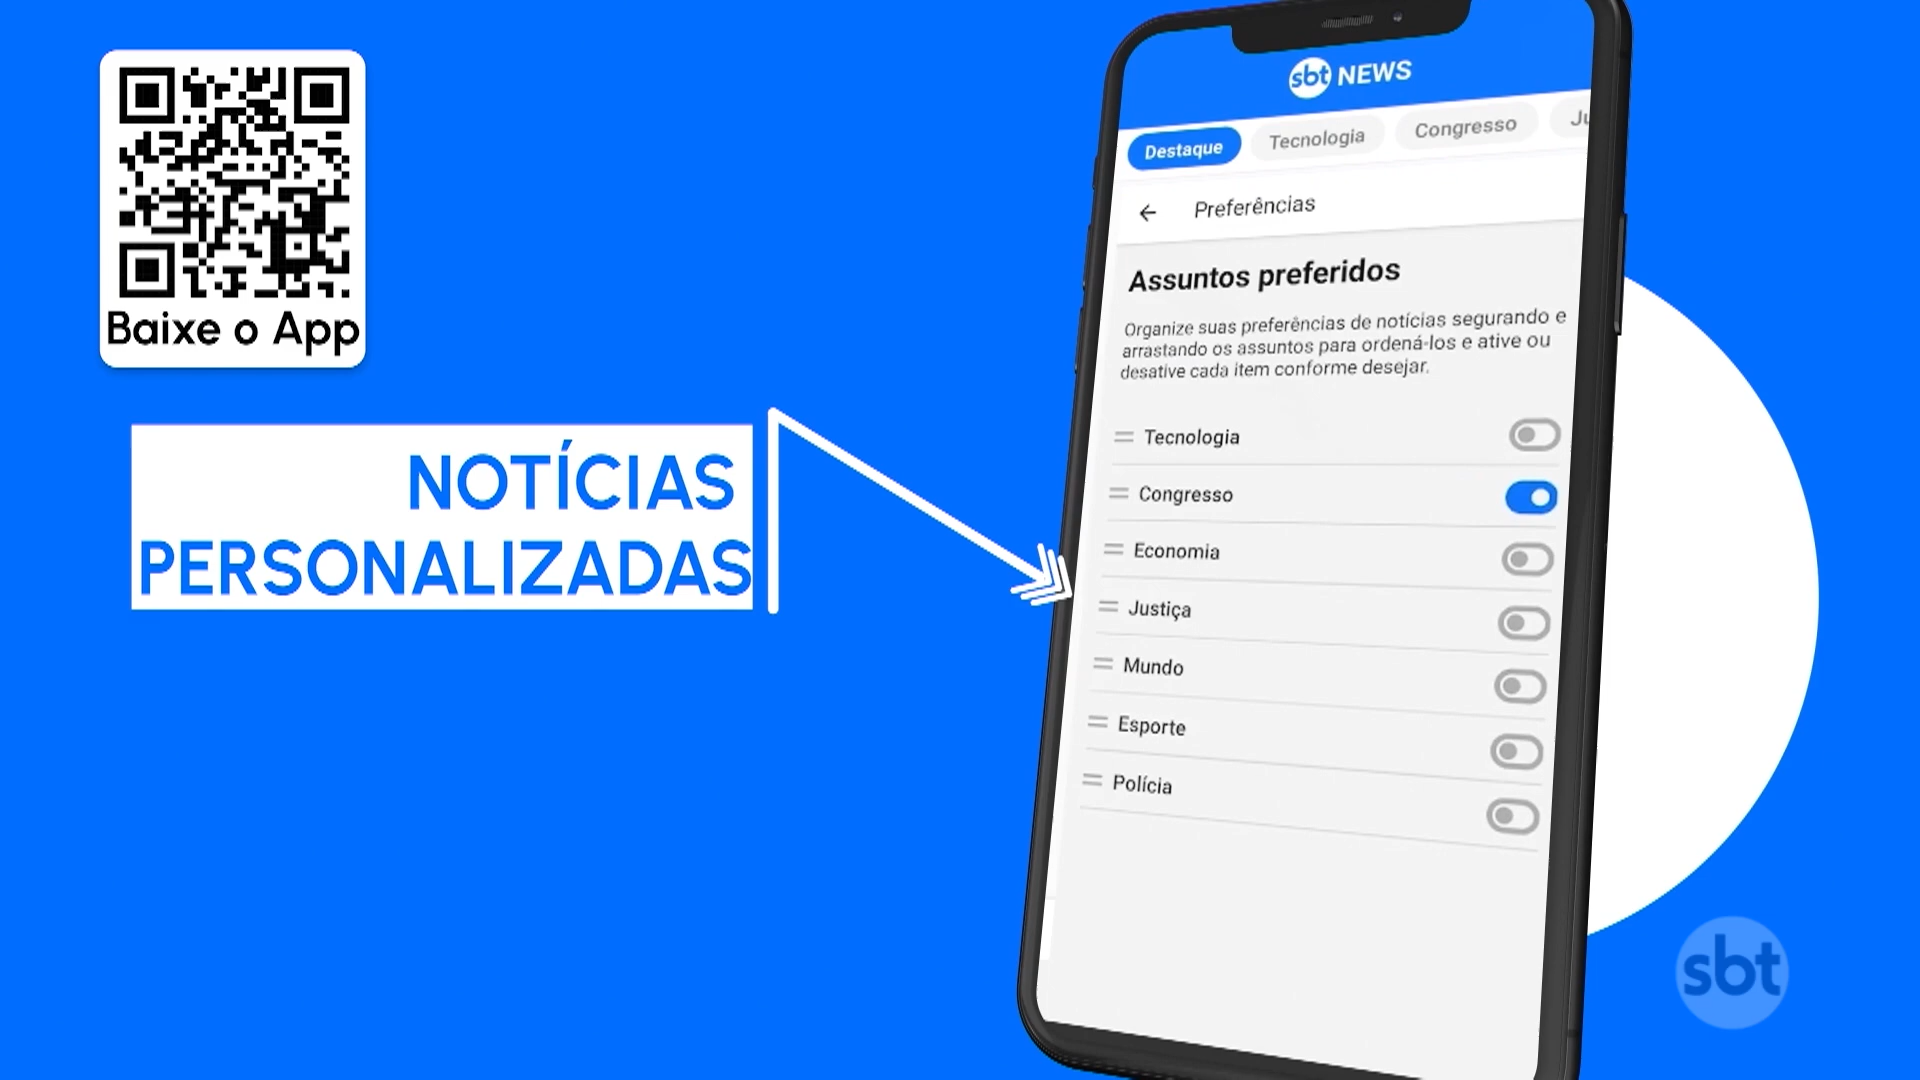 Baixe o App
NOTÍCIAS
PERSONALIZADAS
sbt NEWS
Destaque Tecnologia Congresso Ju
Preferências
Assuntos preferidos
Organize suas preferências de notícias segurando e
arrastando os assuntos para ordená-los e ative ou
desative cada item conforme desejar.
Tecnologia
Congresso
Economia
Justiça
Mundo
Esporte
Polícia
sbt